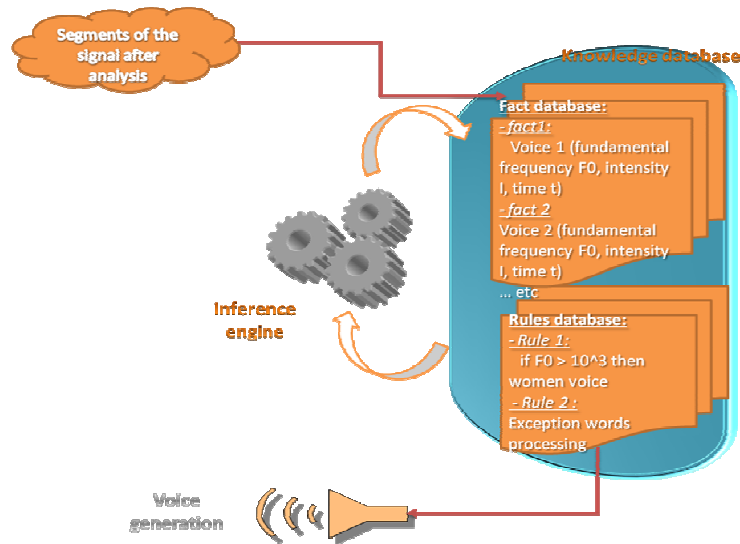 Segments of the
signal after
analysis
Knowledge database
Fact database:
- fact1:
Voice 1 (fundamental
frequency F0, intensity
I, time t)
- fact 2
Voice 2 (fundamental
frequency F0, intensity
I, time t)
... etc
Inference
engine
Rules database:
- Rule 1:
if F0 > 10^3 then
women voice
- Rule 2 :
Exception words
processing
Voice
generation